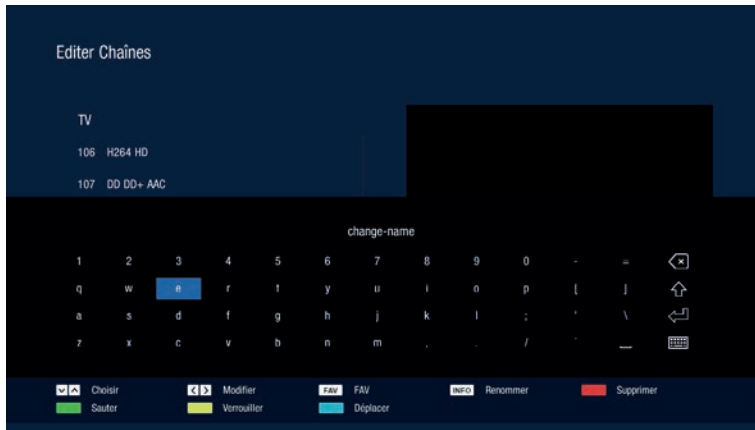 Editer Chaînes
TV
106 H264 HD
107 DD DD+ AAC
change-name
1 2 3 4 5 6 7 8 9 0 - =
q w e r t y u i o p [ ]
a s d f g h j k l ; ' \
z x c v b n m , . / ` _
Choisir Modifier FAV FAV INFO Renommer Supprimer
Sauter Verrouiller Déplacer